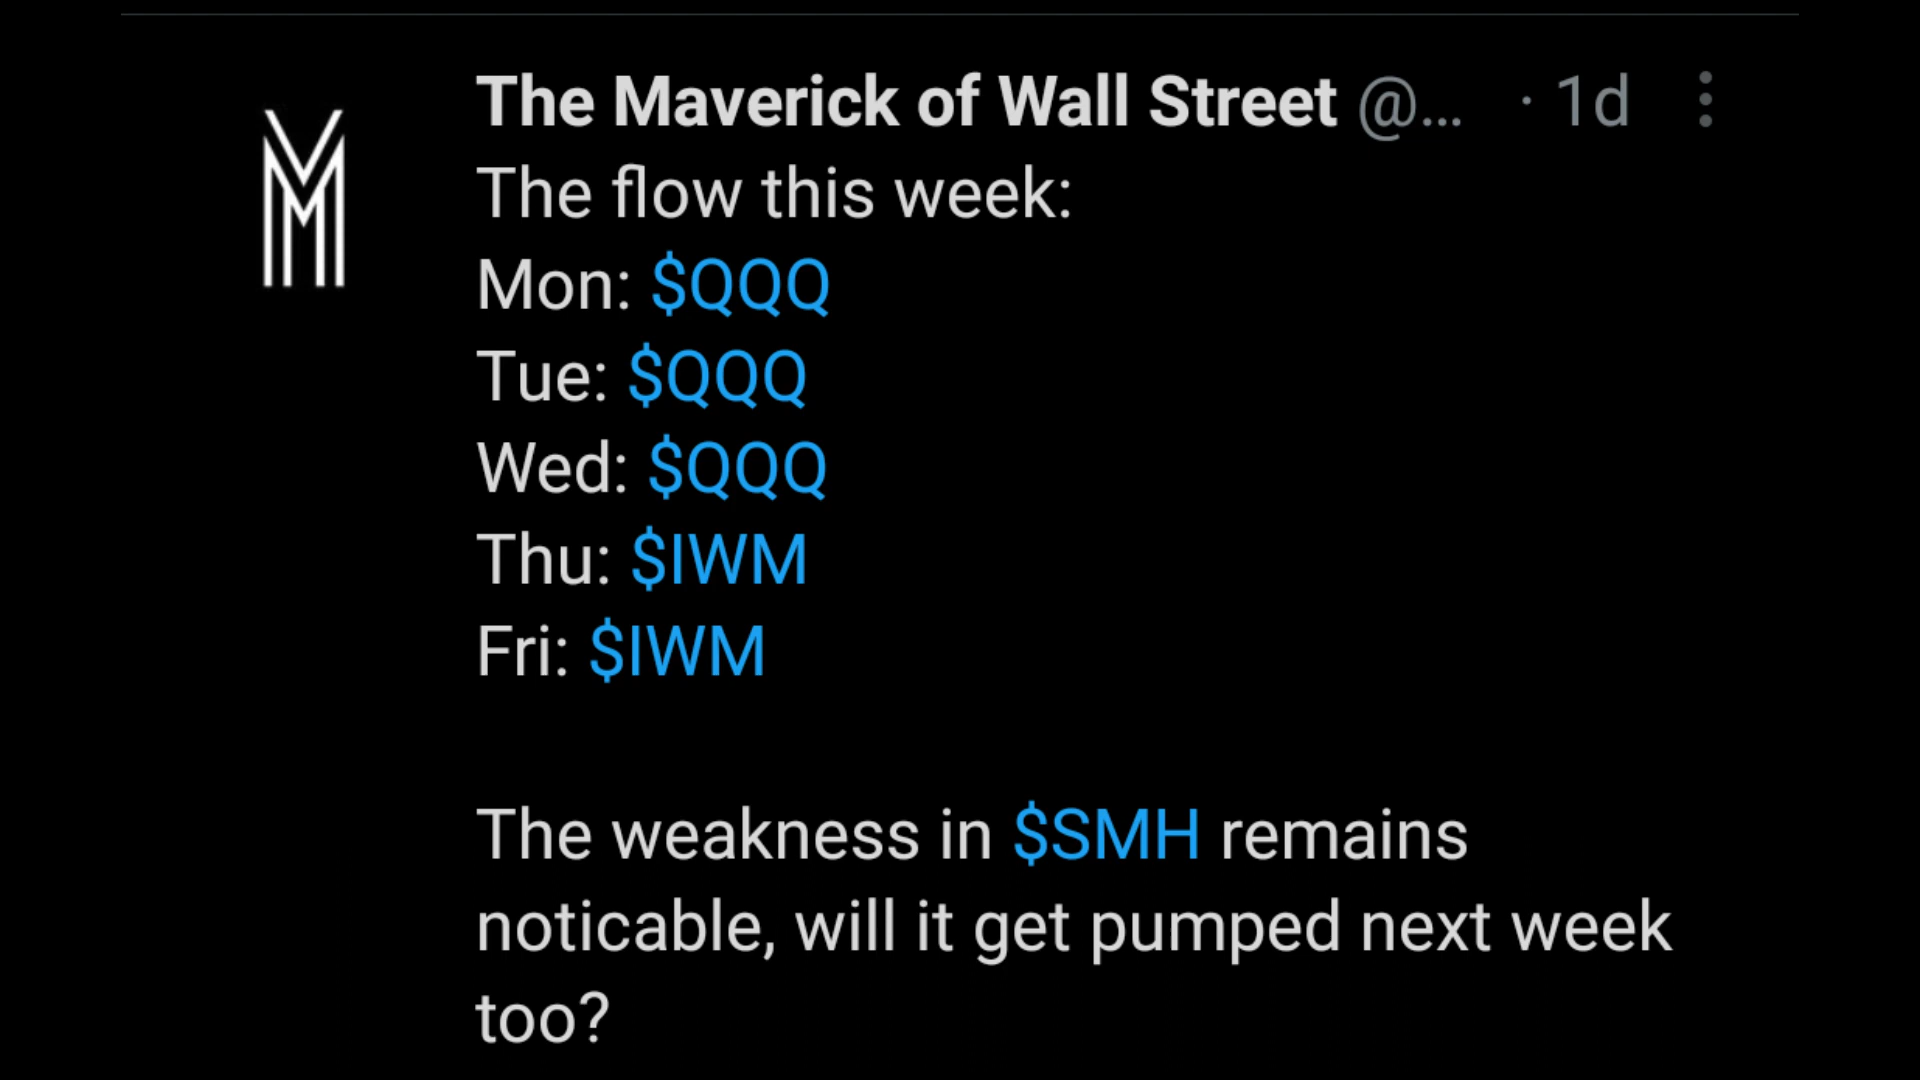 The Maverick of Wall Street @... · 1d
The flow this week:
Mon: $QQQ
Tue: $QQQ
Wed: $QQQ
Thu: $IWM
Fri: $IWM
The weakness in $SMH remains
noticable, will it get pumped next week
too?